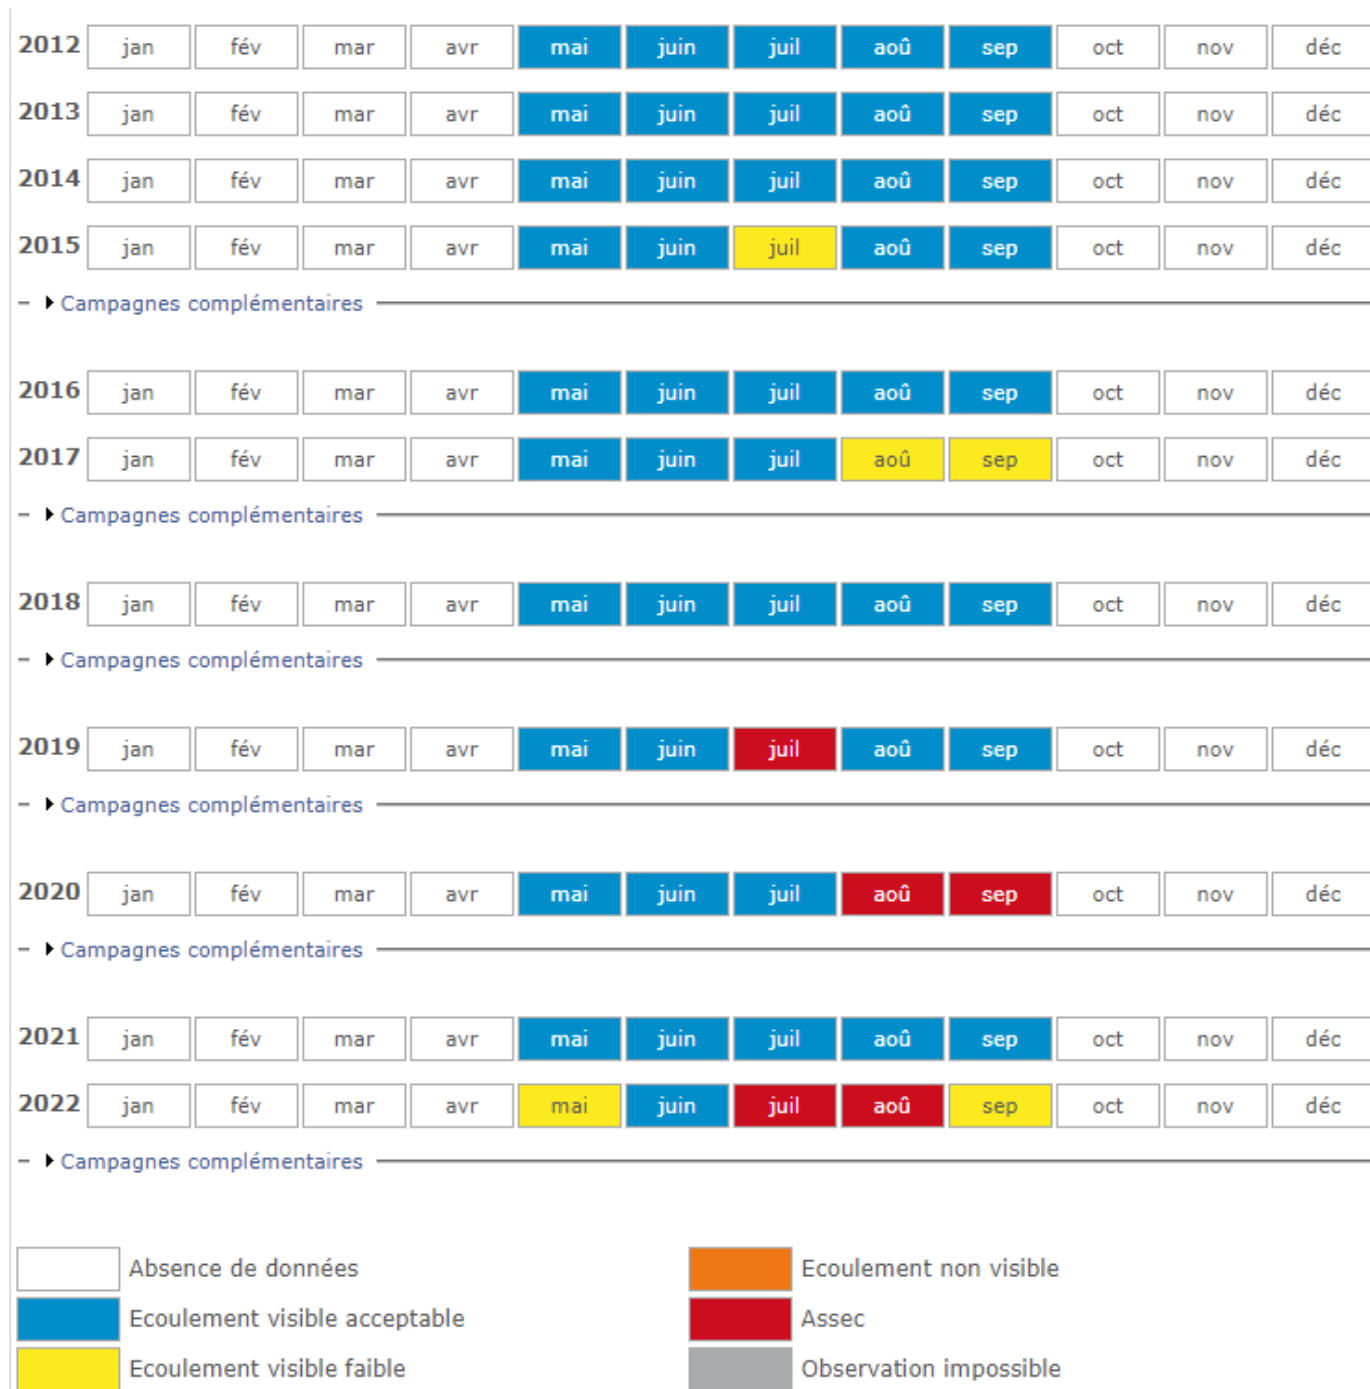 2012 jan fév mar avr mai juin juil aoû sep oct nov déc
2013 jan fév mar avr mai juin juil aoû sep oct nov déc
2014 jan fév mar avr mai juin juil aoû sep oct nov déc
2015 jan fév mar avr mai juin juil aoû sep oct nov déc
Campagnes complémentaires
2016 jan fév mar avr mai juin juil aoû sep oct nov déc
2017 jan fév mar avr mai juin juil aoû sep oct nov déc
Campagnes complémentaires
2018 jan fév mar avr mai juin juil aoû sep oct nov déc
Campagnes complémentaires
2019 jan fév mar avr mai juin juil aoû sep oct nov déc
Campagnes complémentaires
2020 jan fév mar avr mai juin juil aoû sep oct nov déc
Campagnes complémentaires
2021 jan fév mar avr mai juin juil aoû sep oct nov déc
2022 jan fév mar avr mai juin juil aoû sep oct nov déc
Campagnes complémentaires
Absence de données
Ecoulement visible acceptable
Ecoulement visible faible
Ecoulement non visible
Assec
Observation impossible